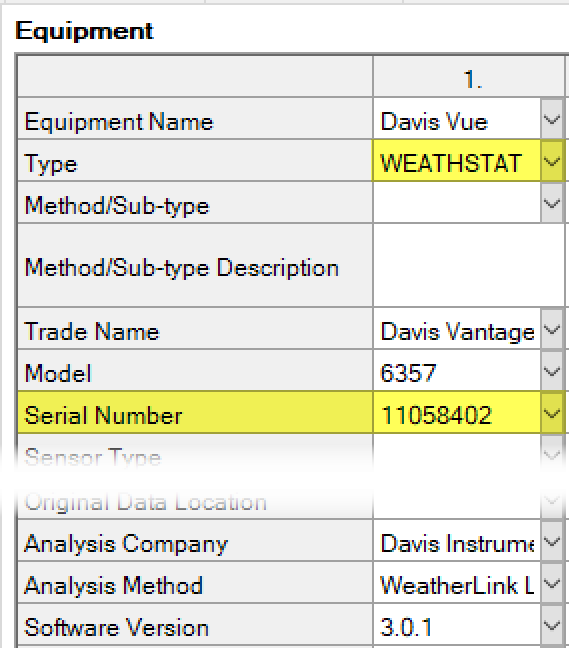 Equipment
1.
Equipment Name Davis Vue
Type WEATHSTAT
Method/Sub-type
Method/Sub-type Description
Trade Name Davis Vantage
Model 6357
Serial Number 11058402
Sensor Type
Original Data Location
Analysis Company Davis Instrume
Analysis Method WeatherLink L
Software Version 3.0.1